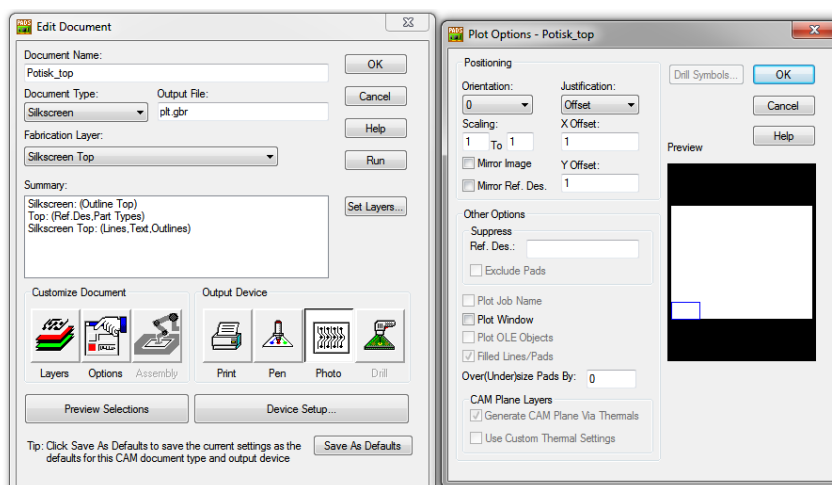 Edit Document
Document Name:
Potisk_top
OK
Document Type:
Output File:
Cancel
Silkscreen
plt.gbr
Fabrication Layer:
Help
Silkscreen Top
Run
Summary:
Silkscreen: (Outline Top)
Top: (Ref.Des,Part Types)
Silkscreen Top: (Lines,Text,Outlines)
Set Layers...
Customize Document
Output Device
Layers
Options
Assembly
Print
Pen
Photo
Drill
Preview Selections
Device Setup...
Tip: Click Save As Defaults to save the current settings as the
defaults for this CAM document type and output device
Save As Defaults
Plot Options - Potisk_top
Positioning
Orientation:
Justification:
Drill Symbols...
OK
0
Offset
Cancel
Scaling:
X Offset:
1 To 1
1
Help
Mirror Image
Y Offset:
Preview
Mirror Ref. Des.
1
Other Options
Suppress
Ref. Des.:
Exclude Pads
Plot Job Name
Plot Window
Plot OLE Objects
Filled Lines/Pads
Over(Under)size Pads By:
0
CAM Plane Layers
Generate CAM Plane Via Thermals
Use Custom Thermal Settings